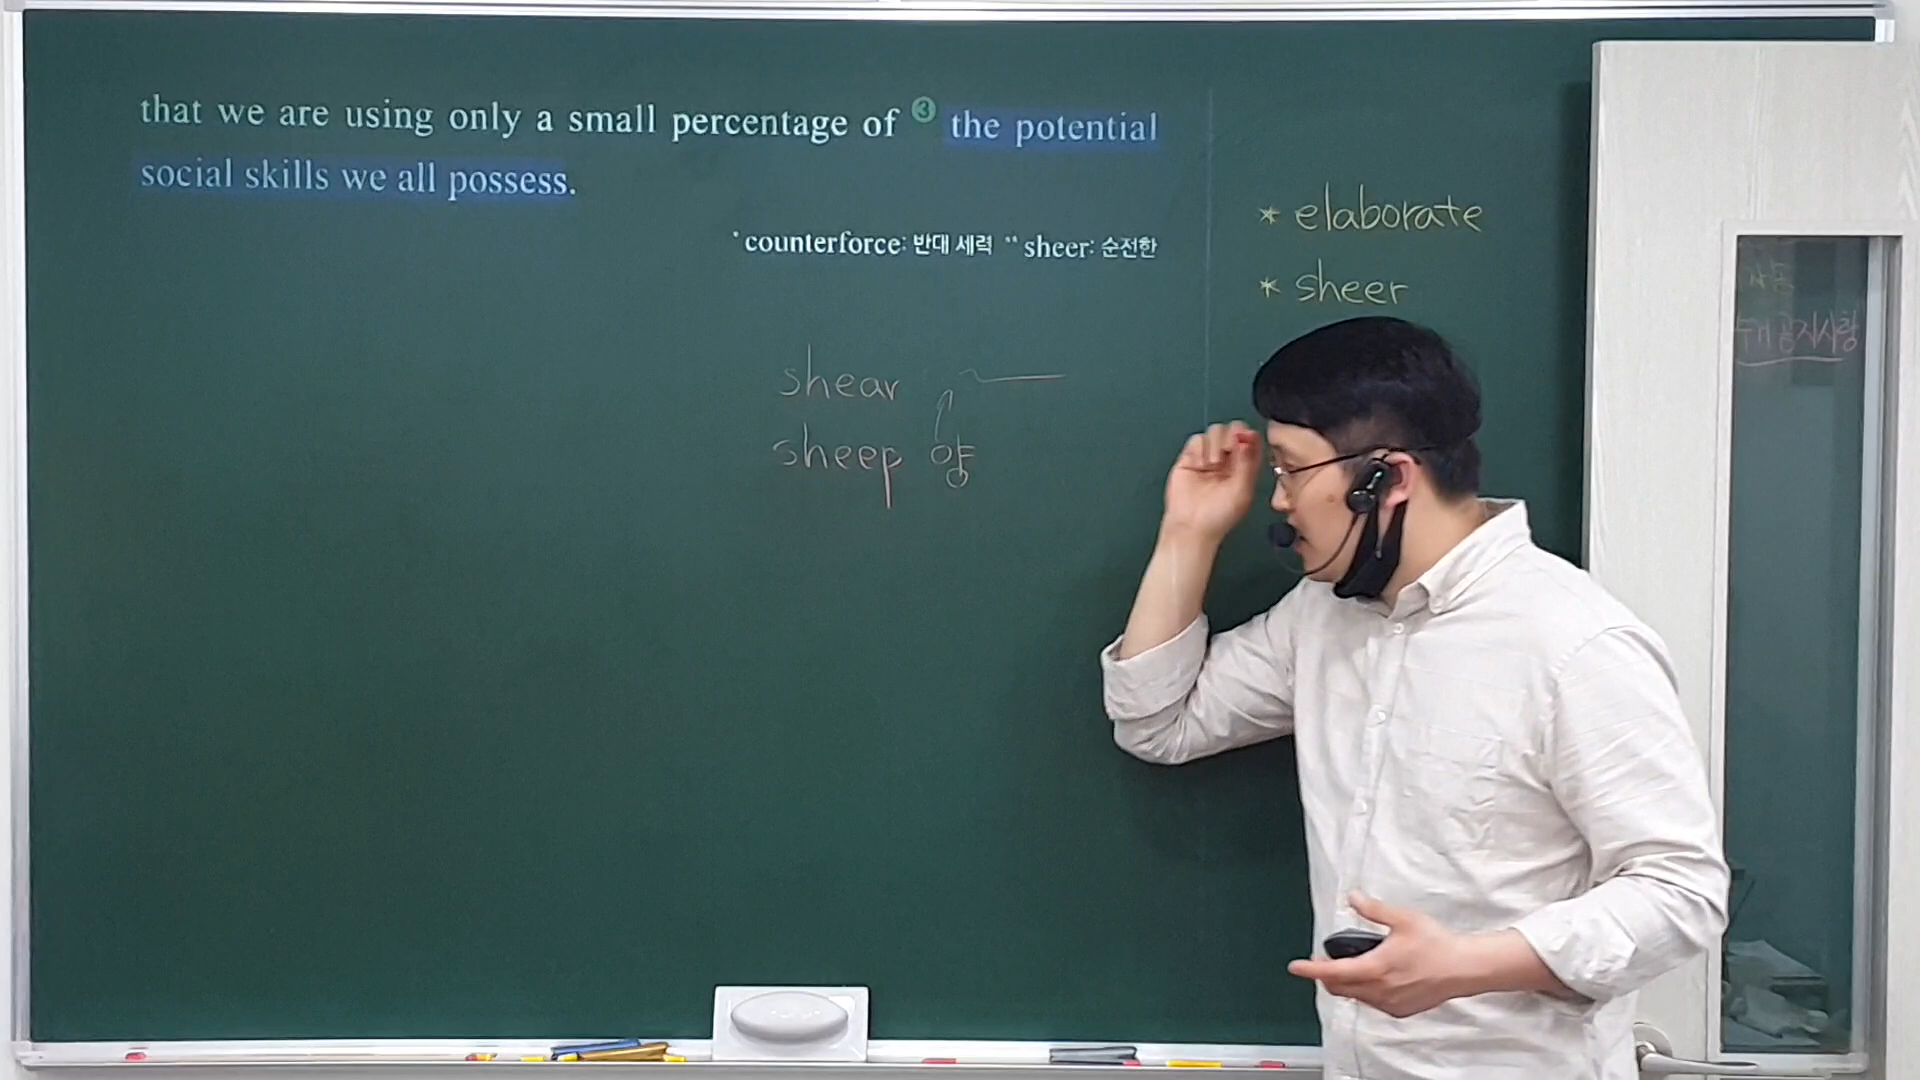 that we are using only a small percentage of ③ the potential
social skills we all possess.
* counterforce: 반대 세력 ** sheer: 순전한
* elaborate
* sheer
shear
sheep 양